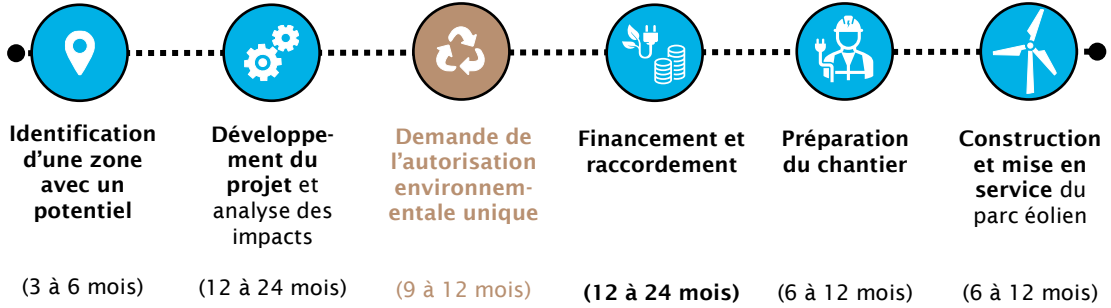 Identification
d'une zone
avec un
potentiel
(3 à 6 mois)
Développe-
ment du
projet et
analyse des
impacts
(12 à 24 mois)
Demande de
l'autorisation
environnem-
entale unique
(9 à 12 mois)
Financement et
raccordement
(12 à 24 mois)
Préparation
du chantier
(6 à 12 mois)
Construction
et mise en
service du
parc éolien
(6 à 12 mois)